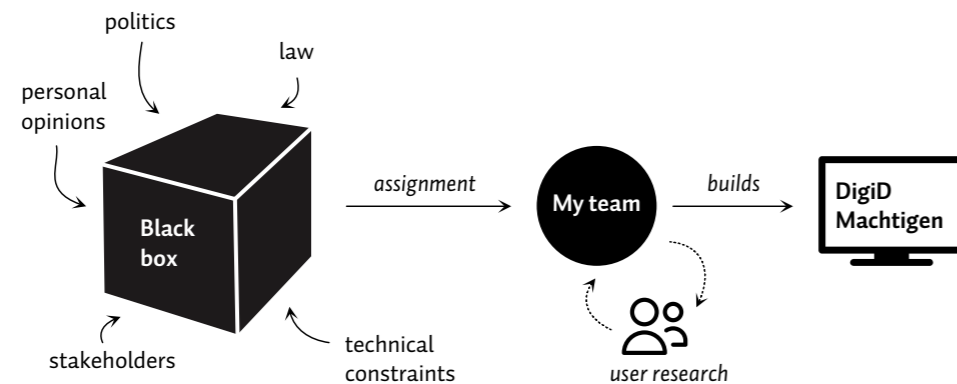 politics
law
personal
opinions
Black
box
stakeholders
technical
constraints
assignment
My team
builds
DigiD
Machtigen
user research